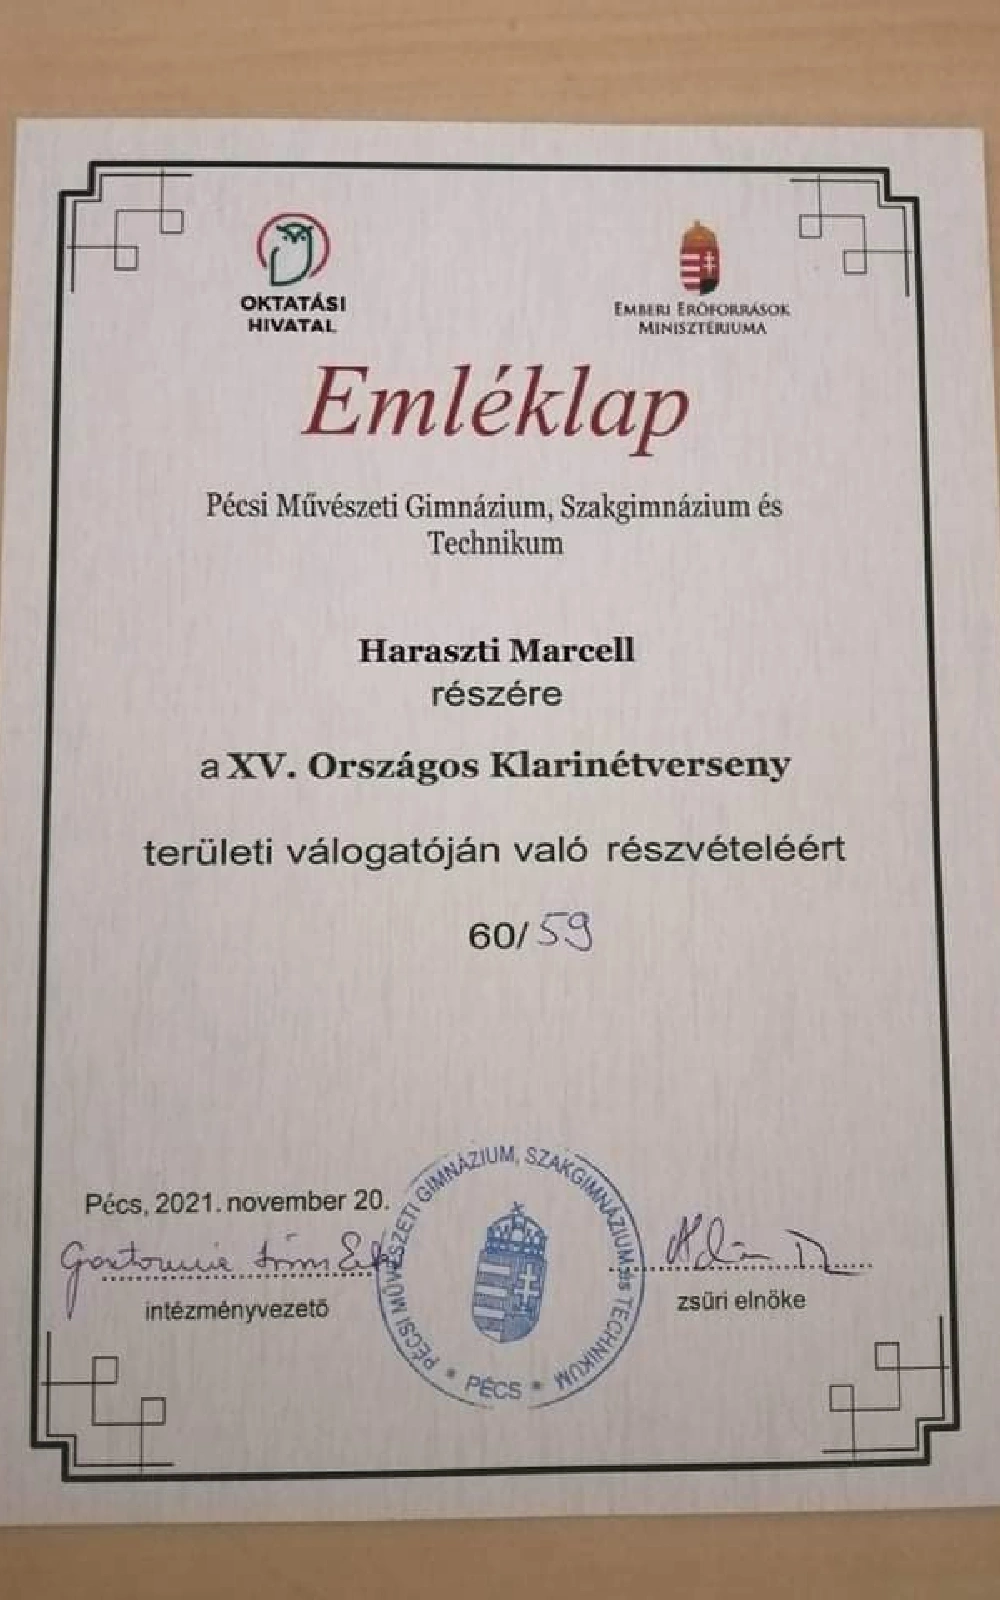 OKTATÁSI
HIVATAL
EMBERI ERŐFORRÁSOK
MINISZTÉRIUMA
Emléklap
Pécsi Művészeti Gimnázium, Szakgimnázium és
Technikum
Haraszti Marcell
részére
a XV. Országos Klarinétverseny
területi válogatóján való részvételéért
60/59
Pécs, 2021. november 20.
intézményvezető
zsűri elnöke
PÉCSI MŰVÉSZETI GIMNÁZIUM, SZAKGIMNÁZIUM és TECHNIKUM
* PÉCS *